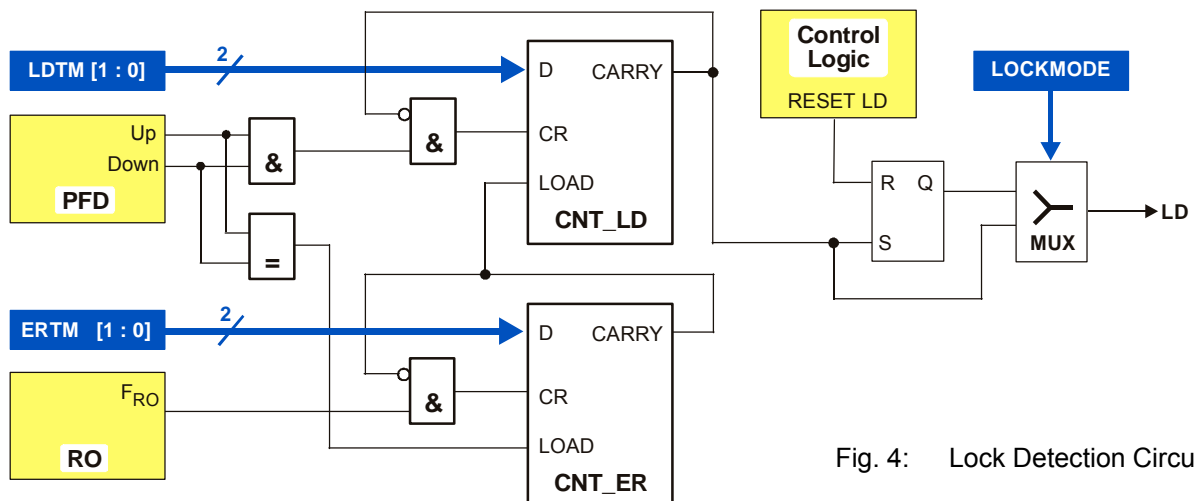 LDTM [1 : 0]
2
D
CARRY
CR
LOAD
CNT_LD
Up
Down
PFD
&
&
=
Control
Logic
RESET LD
LOCKMODE
R
Q
S
MUX
LD
ERTM [1 : 0]
2
D
CARRY
CR
LOAD
CNT_ER
FRO
RO
&
Fig. 4: Lock Detection Circu